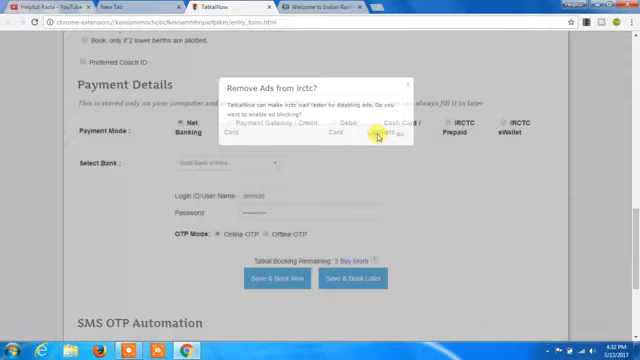 Helpfull Rasta - YouTube
New Tab
TatkalNow
Welcome to Indian Rail
Helpfull
chrome-extension://
/entry_form.html
Book, only if 2 lower berths are allotted.
Preferred Coach ID
Payment Details
Remove Ads from Irctc?
This is stored only on your computer and
always fill it later.
TatkalNow can make irctc load faster by disabling ads. Do you
want to enable ad blocking?
No
Payment Mode:
Net Banking
Payment Gateway / Credit Card
Debit Card
Cash Card /
IRCTC Prepaid
IRCTC eWallet
Select Bank:
State Bank of India
Login ID/User Name:
Password:
••••••••••
OTP Mode:
Online OTP
Offline OTP
Tatkal Booking Remaining: 5 Buy More
?
Save & Book Now
Save & Book Later
SMS OTP Automation
4:32 PM
3/13/2017